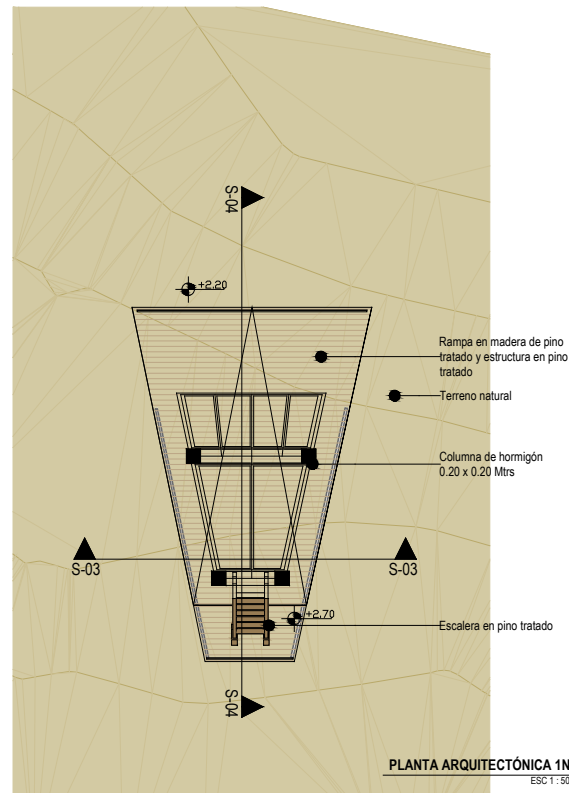 S-04
+2.20
Rampa en madera de pino
tratado y estructura en pino
tratado
Terreno natural
Columna de hormigón
0.20 x 0.20 Mtrs
S-03
S-03
+2.70
Escalera en pino tratado
S-04
PLANTA ARQUITECTÓNICA 1N
ESC 1 : 50